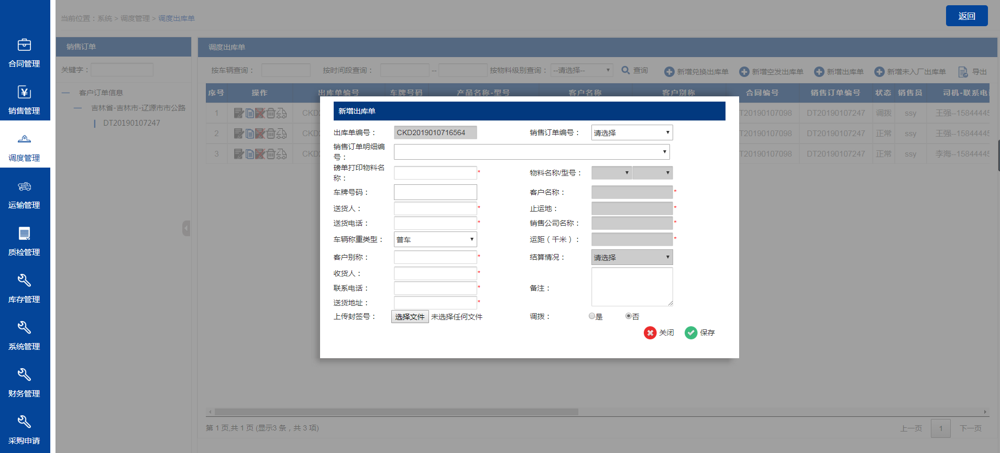 当前位置：系统 > 调度管理 > 调度出库单
返回
合同管理
销售管理
调度管理
运输管理
质检管理
库存管理
系统管理
财务管理
采购申请
销售订单
关键字：
客户订单信息
吉林省-吉林市-辽源市市公路
DT20190107247
调度出库单
按车辆查询： 按时间段查询： -- 按物料级别查询： --请选择-- 查询 新增兑换出库单 新增空发出库单 新增出库单 新增未入厂出库单 导出
序号 操作 出库单编号 车牌号码 产品名称-型号 客户名称 客户别称 合同编号 销售订单编号 状态 销售员 司机-联系电
1 CKD T20190107098 DT20190107247 调拨 ssy 王强--15844445
2 CKD T20190107098 DT20190107247 正常 ssy 王强--15844445
3 CKD T20190107098 DT20190107247 正常 ssy 李海--15844445
新增出库单
出库单编号： CKD2019010716564 销售订单编号： 请选择
销售订单明细编
号：
磅单打印物料名
称： * 物料名称/型号：
车牌号码： 客户名称： *
送货人： * 止运地： *
送货电话： * 销售公司名称： *
车辆称重类型： 普车 运距（千米）： *
客户别称： * 结算情况： 请选择
收货人： *
联系电话： * 备注：
送货地址： *
上传封签号： 选择文件 未选择任何文件 调拨： 是 否
关闭 保存
第 1 页,共 1 页 (显示3 条，共 3 项)
上一页 1 下一页